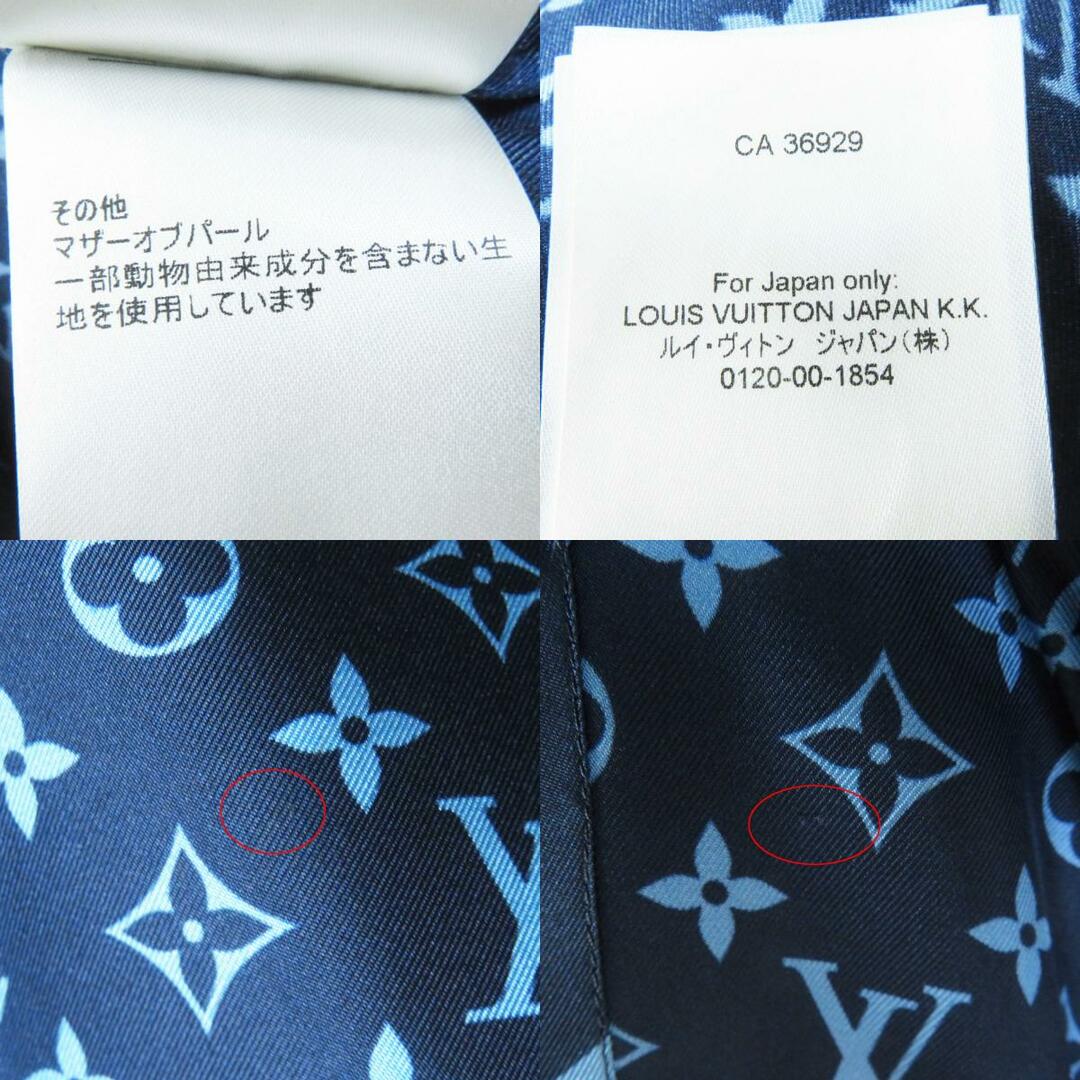 その他
マザーオブパール
一部動物由来成分を含まない生
地を使用しています
CA 36929
For Japan only:
LOUIS VUITTON JAPAN K.K.
ルイ・ヴィトン ジャパン(株)
0120-00-1854